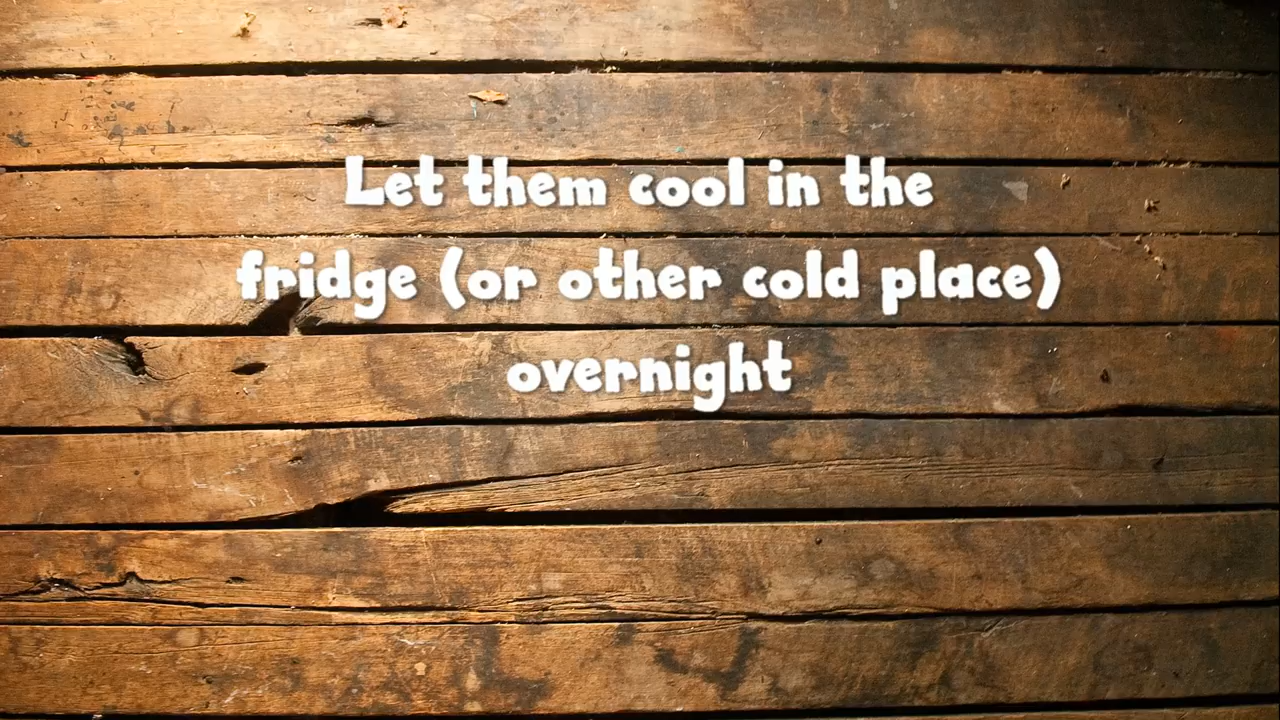 Let them cool in the
fridge (or other cold place)
overnight